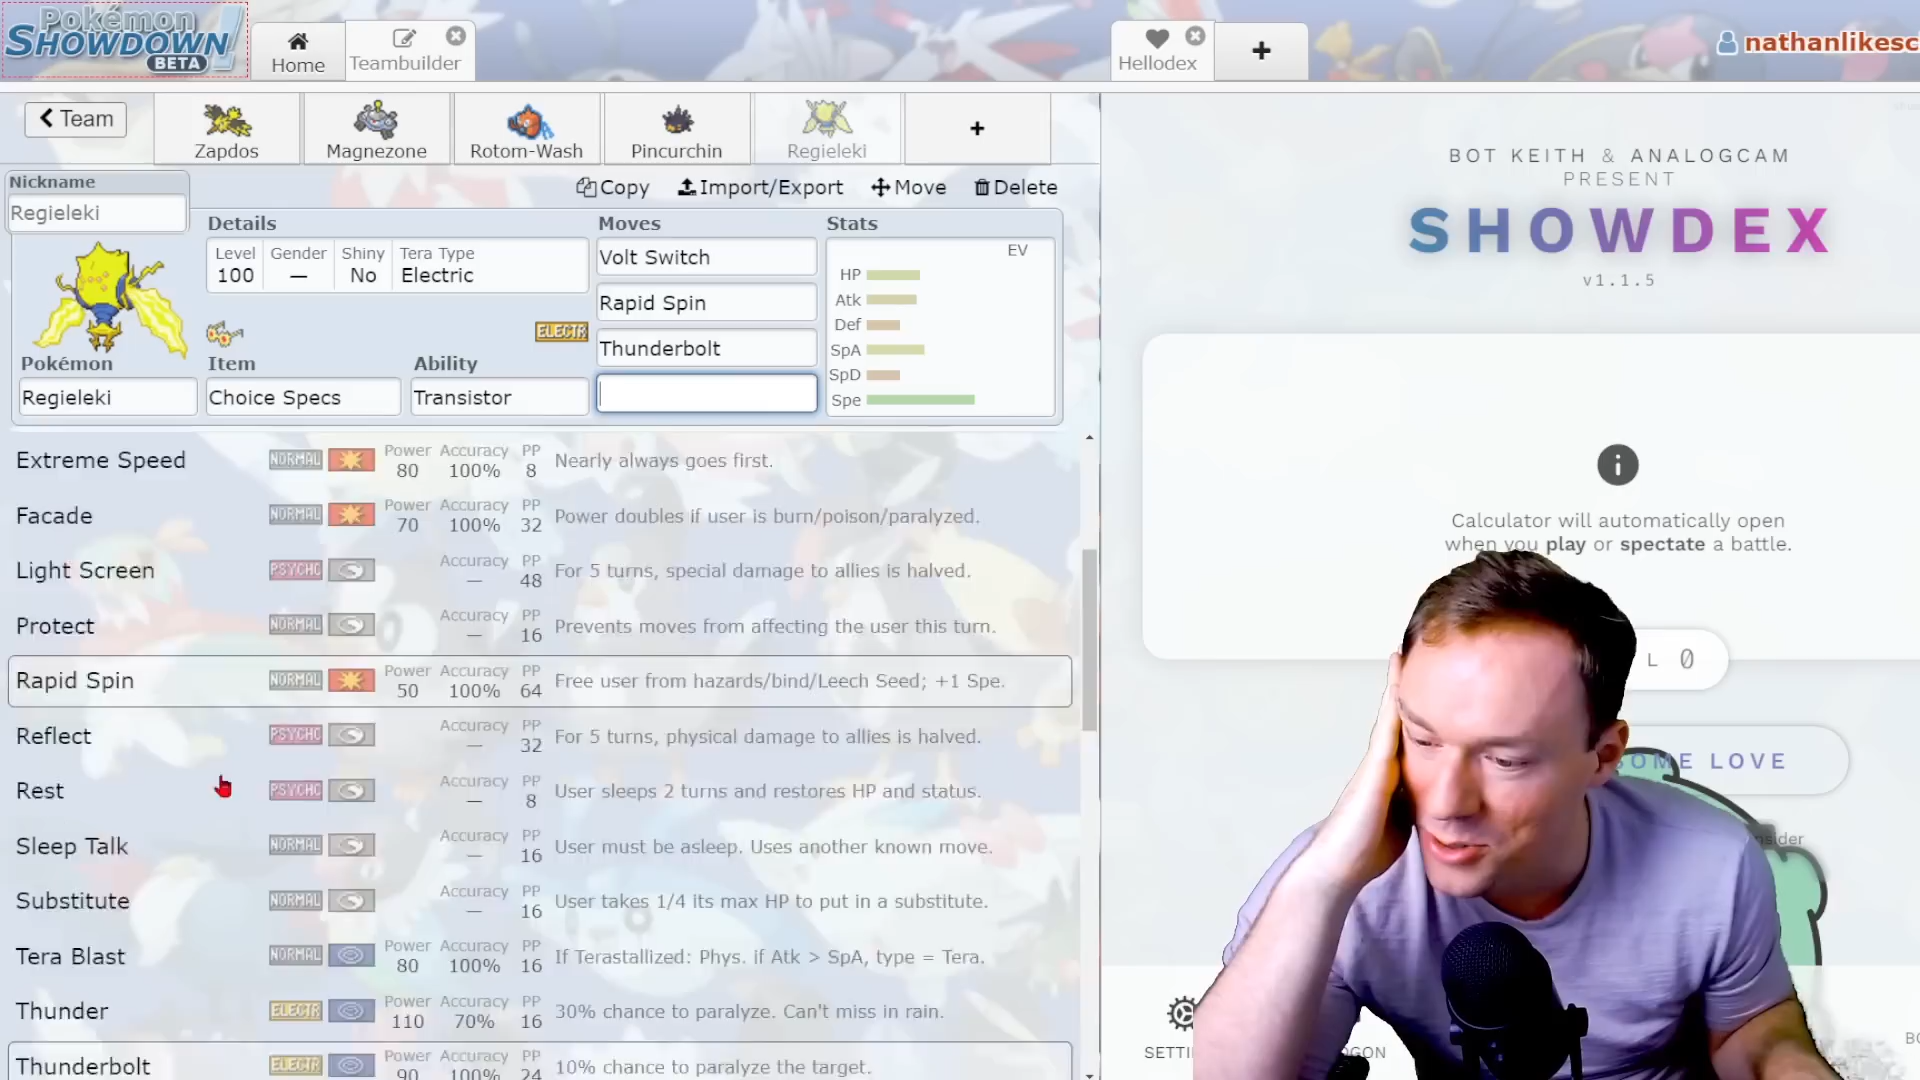 Pokémon
SHOWDOWN!
BETA
Home
Teambuilder
Hellodex
+
nathanlikesc
Team
Zapdos
Magnezone
Rotom-Wash
Pincurchin
Regieleki
+
Copy
Import/Export
Move
Delete
Nickname
Regieleki
Details
Level
100
Gender
—
Shiny
No
Tera Type
Electric
ELECTR
Pokémon
Regieleki
Item
Choice Specs
Ability
Transistor
Moves
Volt Switch
Rapid Spin
Thunderbolt
Stats
EV
HP
Atk
Def
SpA
SpD
Spe
Extreme Speed NORMAL Power 80 Accuracy 100% PP 8 Nearly always goes first.
Facade NORMAL Power 70 Accuracy 100% PP 32 Power doubles if user is burn/poison/paralyzed.
Light Screen PSYCHC Accuracy — PP 48 For 5 turns, special damage to allies is halved.
Protect NORMAL Accuracy — PP 16 Prevents moves from affecting the user this turn.
Rapid Spin NORMAL Power 50 Accuracy 100% PP 64 Free user from hazards/bind/Leech Seed; +1 Spe.
Reflect PSYCHC Accuracy — PP 32 For 5 turns, physical damage to allies is halved.
Rest PSYCHC Accuracy — PP 8 User sleeps 2 turns and restores HP and status.
Sleep Talk NORMAL Accuracy — PP 16 User must be asleep. Uses another known move.
Substitute NORMAL Accuracy — PP 16 User takes 1/4 its max HP to put in a substitute.
Tera Blast NORMAL Power 80 Accuracy 100% PP 16 If Terastallized: Phys. if Atk > SpA, type = Tera.
Thunder ELECTR Power 110 Accuracy 70% PP 16 30% chance to paralyze. Can't miss in rain.
Thunderbolt ELECTR Power 90 Accuracy 100% PP 24 10% chance to paralyze the target.
BOT KEITH & ANALOGCAM
PRESENT
SHOWDEX
v1.1.5
Calculator will automatically open
when you play or spectate a battle.
L 0
OME LOVE
nsider
SETTI
OGON
BO